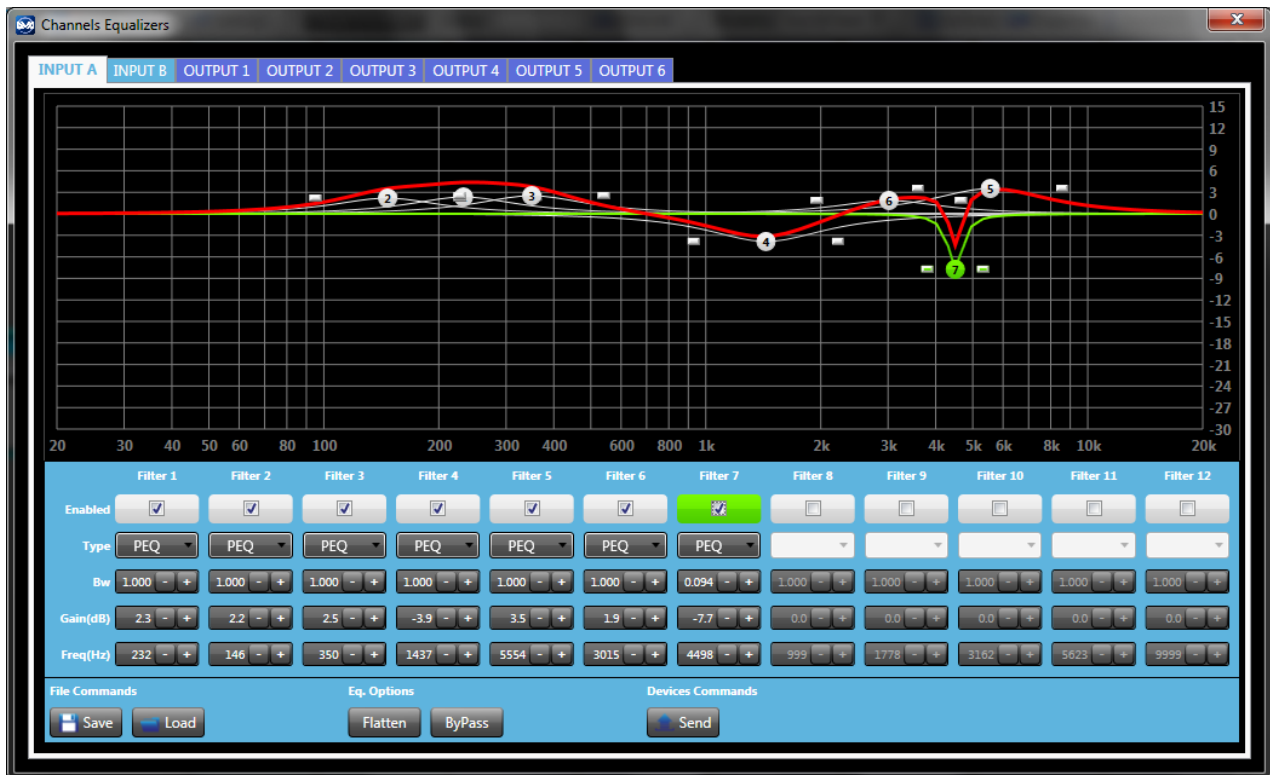 Channels Equalizers
INPUT A INPUT B OUTPUT 1 OUTPUT 2 OUTPUT 3 OUTPUT 4 OUTPUT 5 OUTPUT 6
15
12
9
6
3
0
-3
-6
-9
-12
-15
-18
-21
-24
-27
-30
2 3 4 6 5 7
20 30 40 50 60 80 100 200 300 400 600 800 1k 2k 3k 4k 5k 6k 8k 10k 20k
Filter 1 Filter 2 Filter 3 Filter 4 Filter 5 Filter 6 Filter 7 Filter 8 Filter 9 Filter 10 Filter 11 Filter 12
Enabled
Type PEQ PEQ PEQ PEQ PEQ PEQ PEQ
Bw 1.000 - + 1.000 - + 1.000 - + 1.000 - + 1.000 - + 1.000 - + 0.094 - + 1.000 - + 1.000 - + 1.000 - + 1.000 - + 1.000 - +
Gain(dB) 2.3 - + 2.2 - + 2.5 - + -3.9 - + 3.5 - + 1.9 - + -7.7 - + 0.0 - + 0.0 - + 0.0 - + 0.0 - + 0.0 - +
Freq(Hz) 232 - + 146 - + 350 - + 1437 - + 5554 - + 3015 - + 4498 - + 999 - + 1778 - + 3162 - + 5623 - + 9999 - +
File Commands Eq. Options Devices Commands
Save Load Flatten ByPass Send